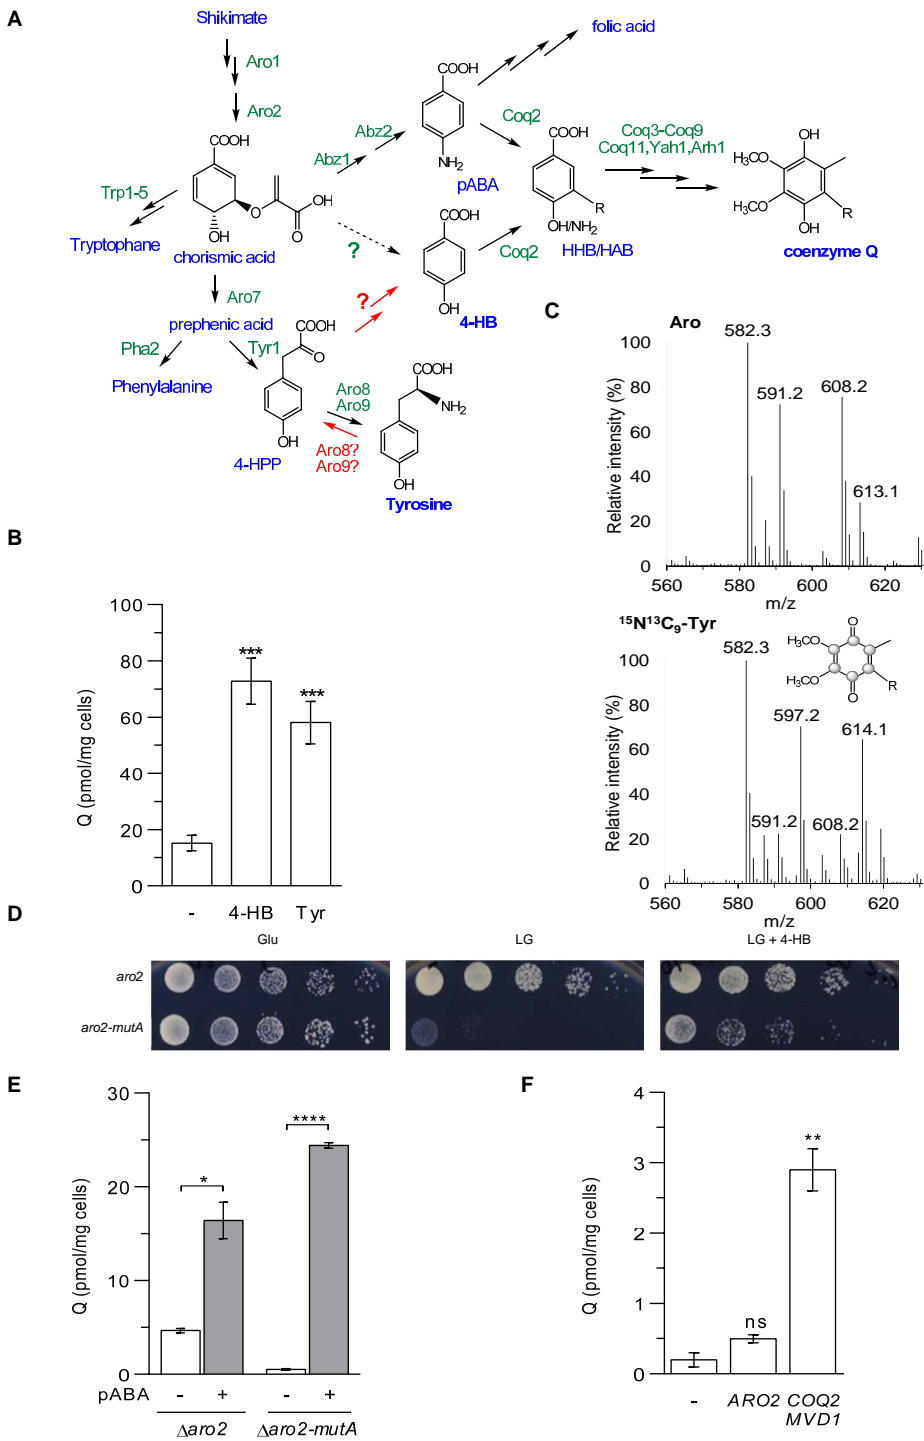 A
Shikimate
Aro1
Aro2
COOH
O
O
OH
OH
chorismic acid
Trp1-5
Tryptophane
Abz1
Abz2
COOH
NH2
pABA
folic acid
Coq2
COOH
R
OH/NH2
HHB/HAB
Coq3-Coq9
Coq11,Yah1,Arh1
OH
H3CO
H3CO
R
OH
coenzyme Q
?
COOH
OH
4-HB
Coq2
?
Aro7
prephenic acid
Pha2
Phenylalanine
Tyr1
COOH
O
OH
4-HPP
Aro8
Aro9
Aro8?
Aro9?
COOH
NH2
OH
Tyrosine
B
Q (pmol/mg cells)
100
80
60
40
20
0
***
***
-
4-HB
Tyr
C
Aro
Relative intensity (%)
100
80
60
40
20
0
582.3
591.2
608.2
613.1
560
580
600
620
m/z
15N13C9-Tyr
O
H3CO
H3CO
R
O
Relative intensity (%)
100
80
60
40
20
0
582.3
597.2
614.1
591.2
608.2
560
580
600
620
m/z
D
Glu
LG
LG + 4-HB
aro2
aro2-mutA
E
Q (pmol/mg cells)
30
20
10
0
*
****
pABA
-
+
-
+
Δaro2
Δaro2-mutA
F
Q (pmol/mg cells)
4
3
2
1
0
ns
**
-
ARO2
COQ2
MVD1